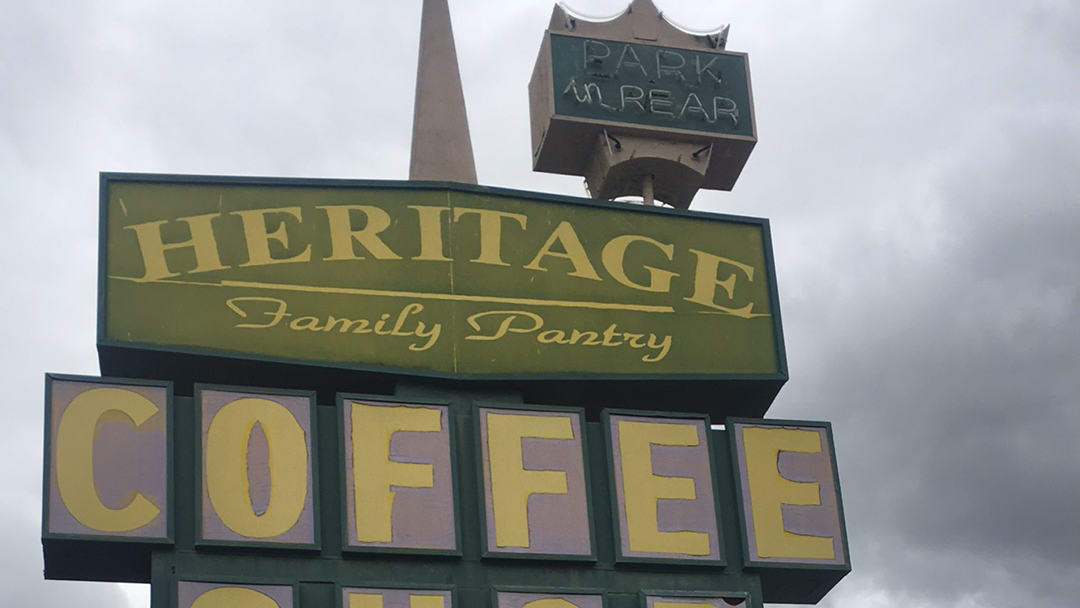 PARK
in REAR
HERITAGE
Family Pantry
COFFEE